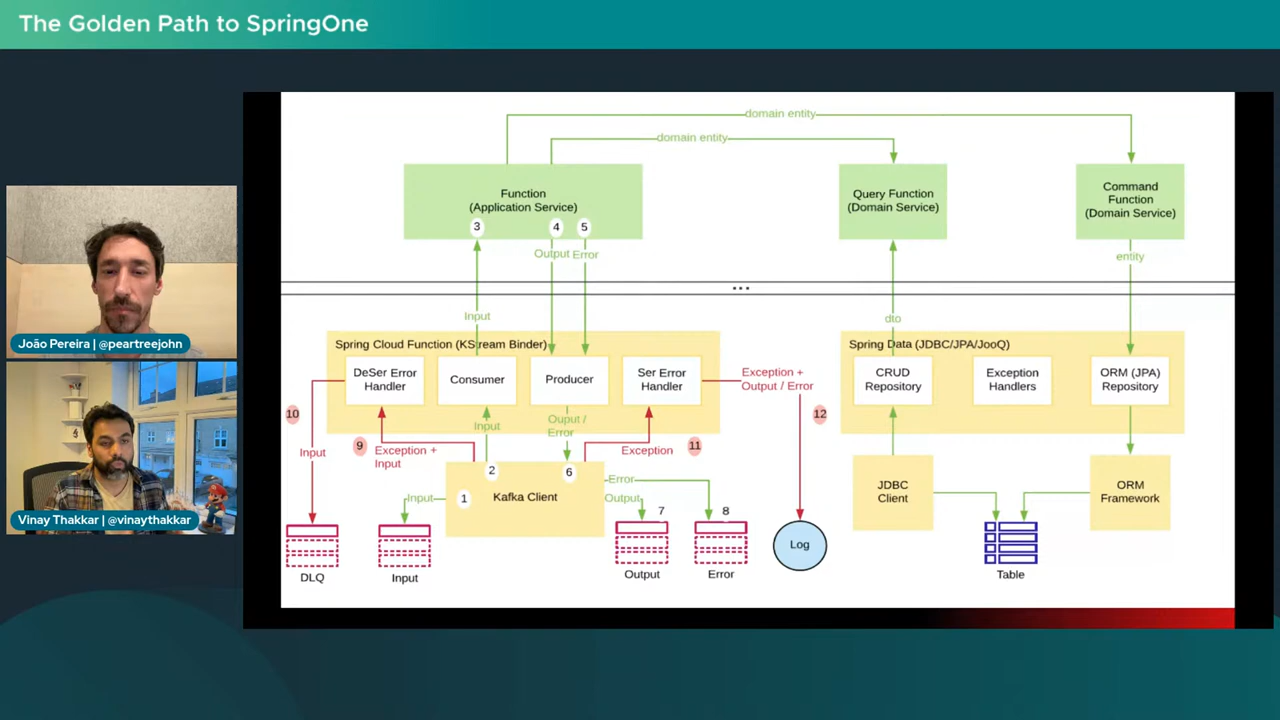 The Golden Path to SpringOne
domain entity
domain entity
Function
(Application Service)
3
4
5
Query Function
(Domain Service)
Command
Function
(Domain Service)
Output
Error
entity
...
Input
dto
Spring Cloud Function (KStream Binder)
DeSer Error
Handler
Consumer
Producer
Ser Error
Handler
Exception +
Output / Error
Spring Data (JDBC/JPA/JooQ)
CRUD
Repository
Exception
Handlers
ORM (JPA)
Repository
10
Input
9
Exception +
Input
Input
Ouput /
Error
Exception
11
12
1
2
6
Kafka Client
Input
Error
Output
7
8
JDBC
Client
ORM
Framework
DLQ
Input
Output
Error
Log
Table
João Pereira | @peartreejohn
Vinay Thakkar | @vinaythakkar